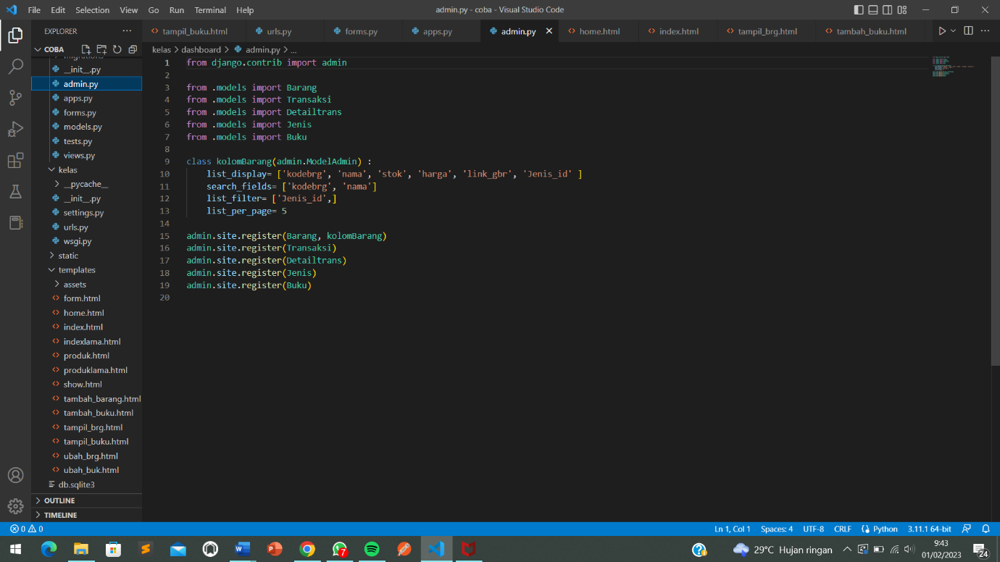 File Edit Selection View Go Run Terminal Help
admin.py - coba - Visual Studio Code
EXPLORER
tampil_buku.html urls.py forms.py apps.py admin.py home.html index.html tampil_brg.html tambah_buku.html
COBA
kelas > dashboard > admin.py > ...
migrations
__init__.py
admin.py
apps.py
forms.py
models.py
tests.py
views.py
kelas
__pycache__
__init__.py
settings.py
urls.py
wsgi.py
static
templates
assets
form.html
home.html
index.html
indexlama.html
produk.html
produklama.html
show.html
tambah_barang.html
tambah_buku.html
tampil_brg.html
tampil_buku.html
ubah_brg.html
ubah_buk.html
db.sqlite3
OUTLINE
TIMELINE
1 from django.contrib import admin
2
3 from .models import Barang
4 from .models import Transaksi
5 from .models import Detailtrans
6 from .models import Jenis
7 from .models import Buku
8
9 class kolomBarang(admin.ModelAdmin) :
10 list_display= ['kodebrg', 'nama', 'stok', 'harga', 'link_gbr', 'Jenis_id' ]
11 search_fields= ['kodebrg', 'nama']
12 list_filter= ['Jenis_id',]
13 list_per_page= 5
14
15 admin.site.register(Barang, kolomBarang)
16 admin.site.register(Transaksi)
17 admin.site.register(Detailtrans)
18 admin.site.register(Jenis)
19 admin.site.register(Buku)
20
0 0 Ln 1, Col 1 Spaces: 4 UTF-8 CRLF Python 3.11.1 64-bit
7
29°C Hujan ringan
9:43
01/02/2023
24